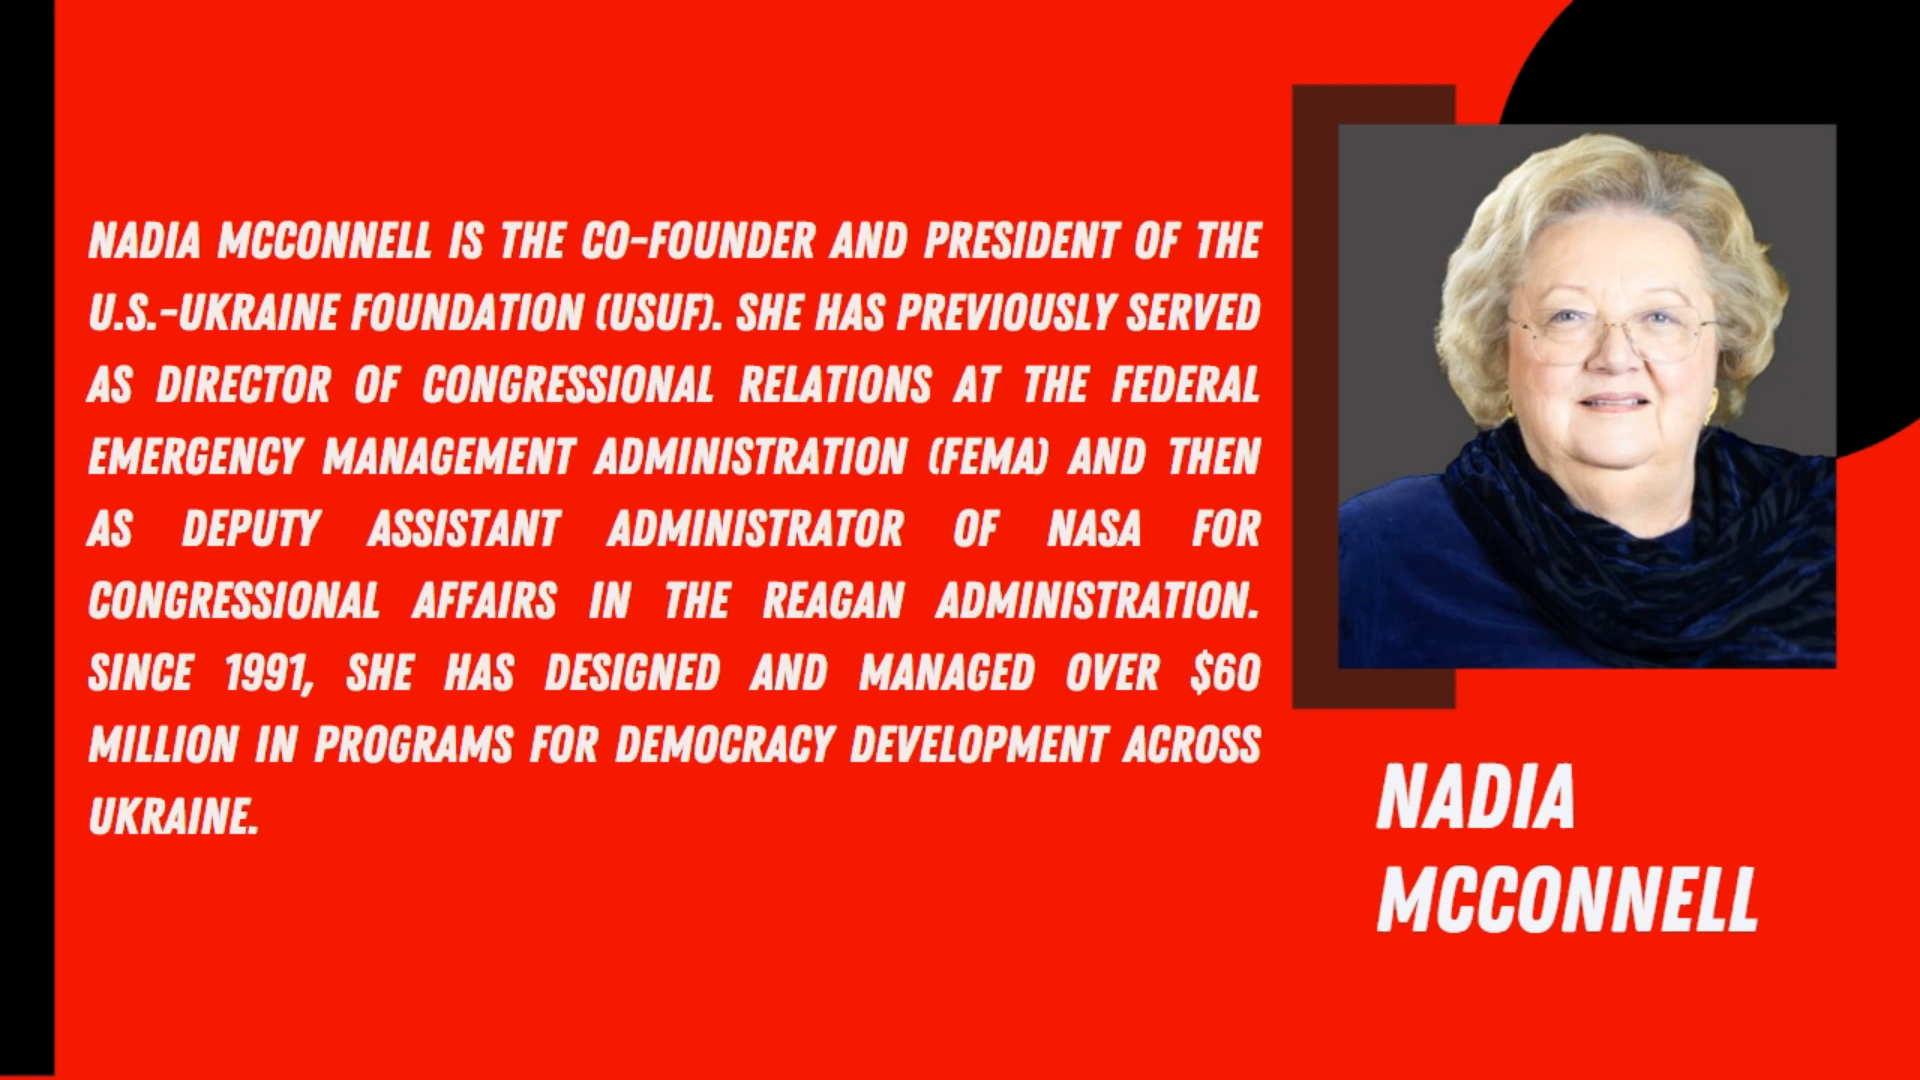 NADIA MCCONNELL IS THE CO-FOUNDER AND PRESIDENT OF THE
U.S.-UKRAINE FOUNDATION (USUF). SHE HAS PREVIOUSLY SERVED
AS DIRECTOR OF CONGRESSIONAL RELATIONS AT THE FEDERAL
EMERGENCY MANAGEMENT ADMINISTRATION (FEMA) AND THEN
AS DEPUTY ASSISTANT ADMINISTRATOR OF NASA FOR
CONGRESSIONAL AFFAIRS IN THE REAGAN ADMINISTRATION.
SINCE 1991, SHE HAS DESIGNED AND MANAGED OVER $60
MILLION IN PROGRAMS FOR DEMOCRACY DEVELOPMENT ACROSS
UKRAINE.
NADIA
MCCONNELL